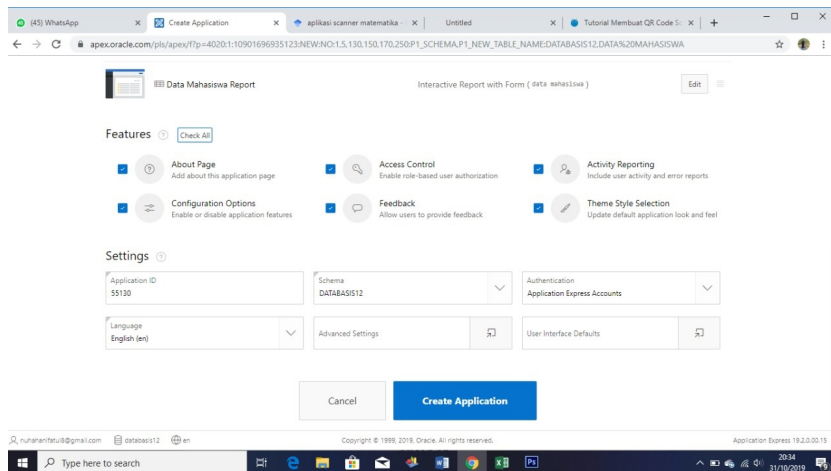 (45) WhatsApp
Create Application
aplikasi scanner matematika -
Untitled
Tutorial Membuat QR Code Sc
apex.oracle.com/pls/apex/f?p=4020:1:10901696935123:NEW:NO:1,5,130,150,170,250:P1_SCHEMA,P1_NEW_TABLE_NAME:DATABASIS12,DATA%20MAHASISWA
Data Mahasiswa Report
Interactive Report with Form ( data mahasiswa )
Edit
Features
Check All
About Page
Add about this application page
Access Control
Enable role-based user authorization
Activity Reporting
Include user activity and error reports
Configuration Options
Enable or disable application features
Feedback
Allow users to provide feedback
Theme Style Selection
Update default application look and feel
Settings
Application ID
55130
Schema
DATABASIS12
Authentication
Application Express Accounts
Language
English (en)
Advanced Settings
User Interface Defaults
Cancel
Create Application
nuhahanifatul8@gmail.com
databasis12
en
Copyright © 1999, 2019, Oracle. All rights reserved.
Application Express 19.2.0.00.15
Type here to search
20:34
31/10/2019